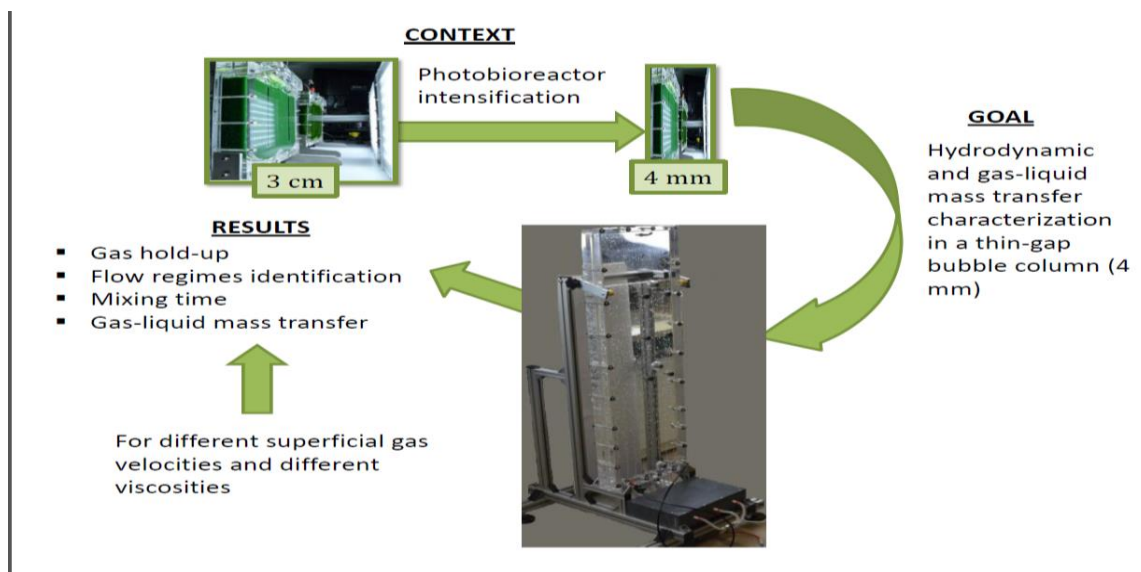 CONTEXT
Photobioreactor
intensification
3 cm
4 mm
GOAL
Hydrodynamic
and gas-liquid
mass transfer
characterization
in a thin-gap
bubble column (4
mm)
RESULTS
▪ Gas hold-up
▪ Flow regimes identification
▪ Mixing time
▪ Gas-liquid mass transfer
For different superficial gas
velocities and different
viscosities